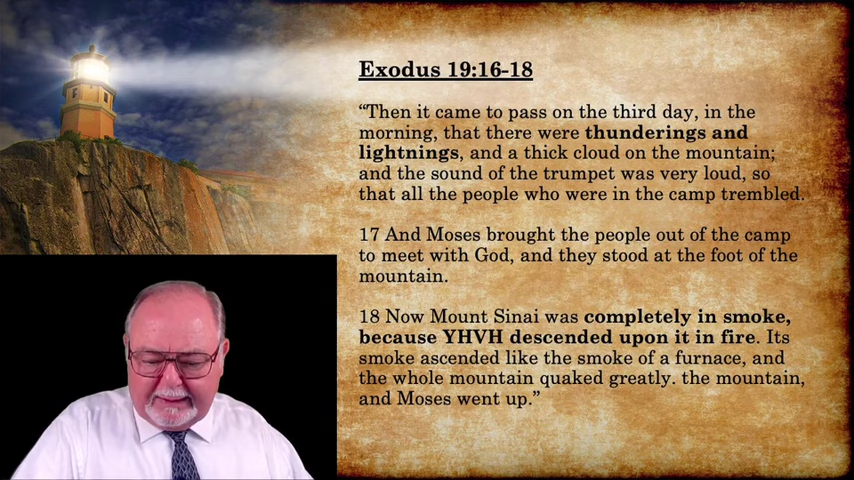 Exodus 19:16-18
“Then it came to pass on the third day, in the
morning, that there were thunderings and
lightnings, and a thick cloud on the mountain;
and the sound of the trumpet was very loud, so
that all the people who were in the camp trembled.
17 And Moses brought the people out of the camp
to meet with God, and they stood at the foot of the
mountain.
18 Now Mount Sinai was completely in smoke,
because YHVH descended upon it in fire. Its
smoke ascended like the smoke of a furnace, and
the whole mountain quaked greatly. the mountain,
and Moses went up.”